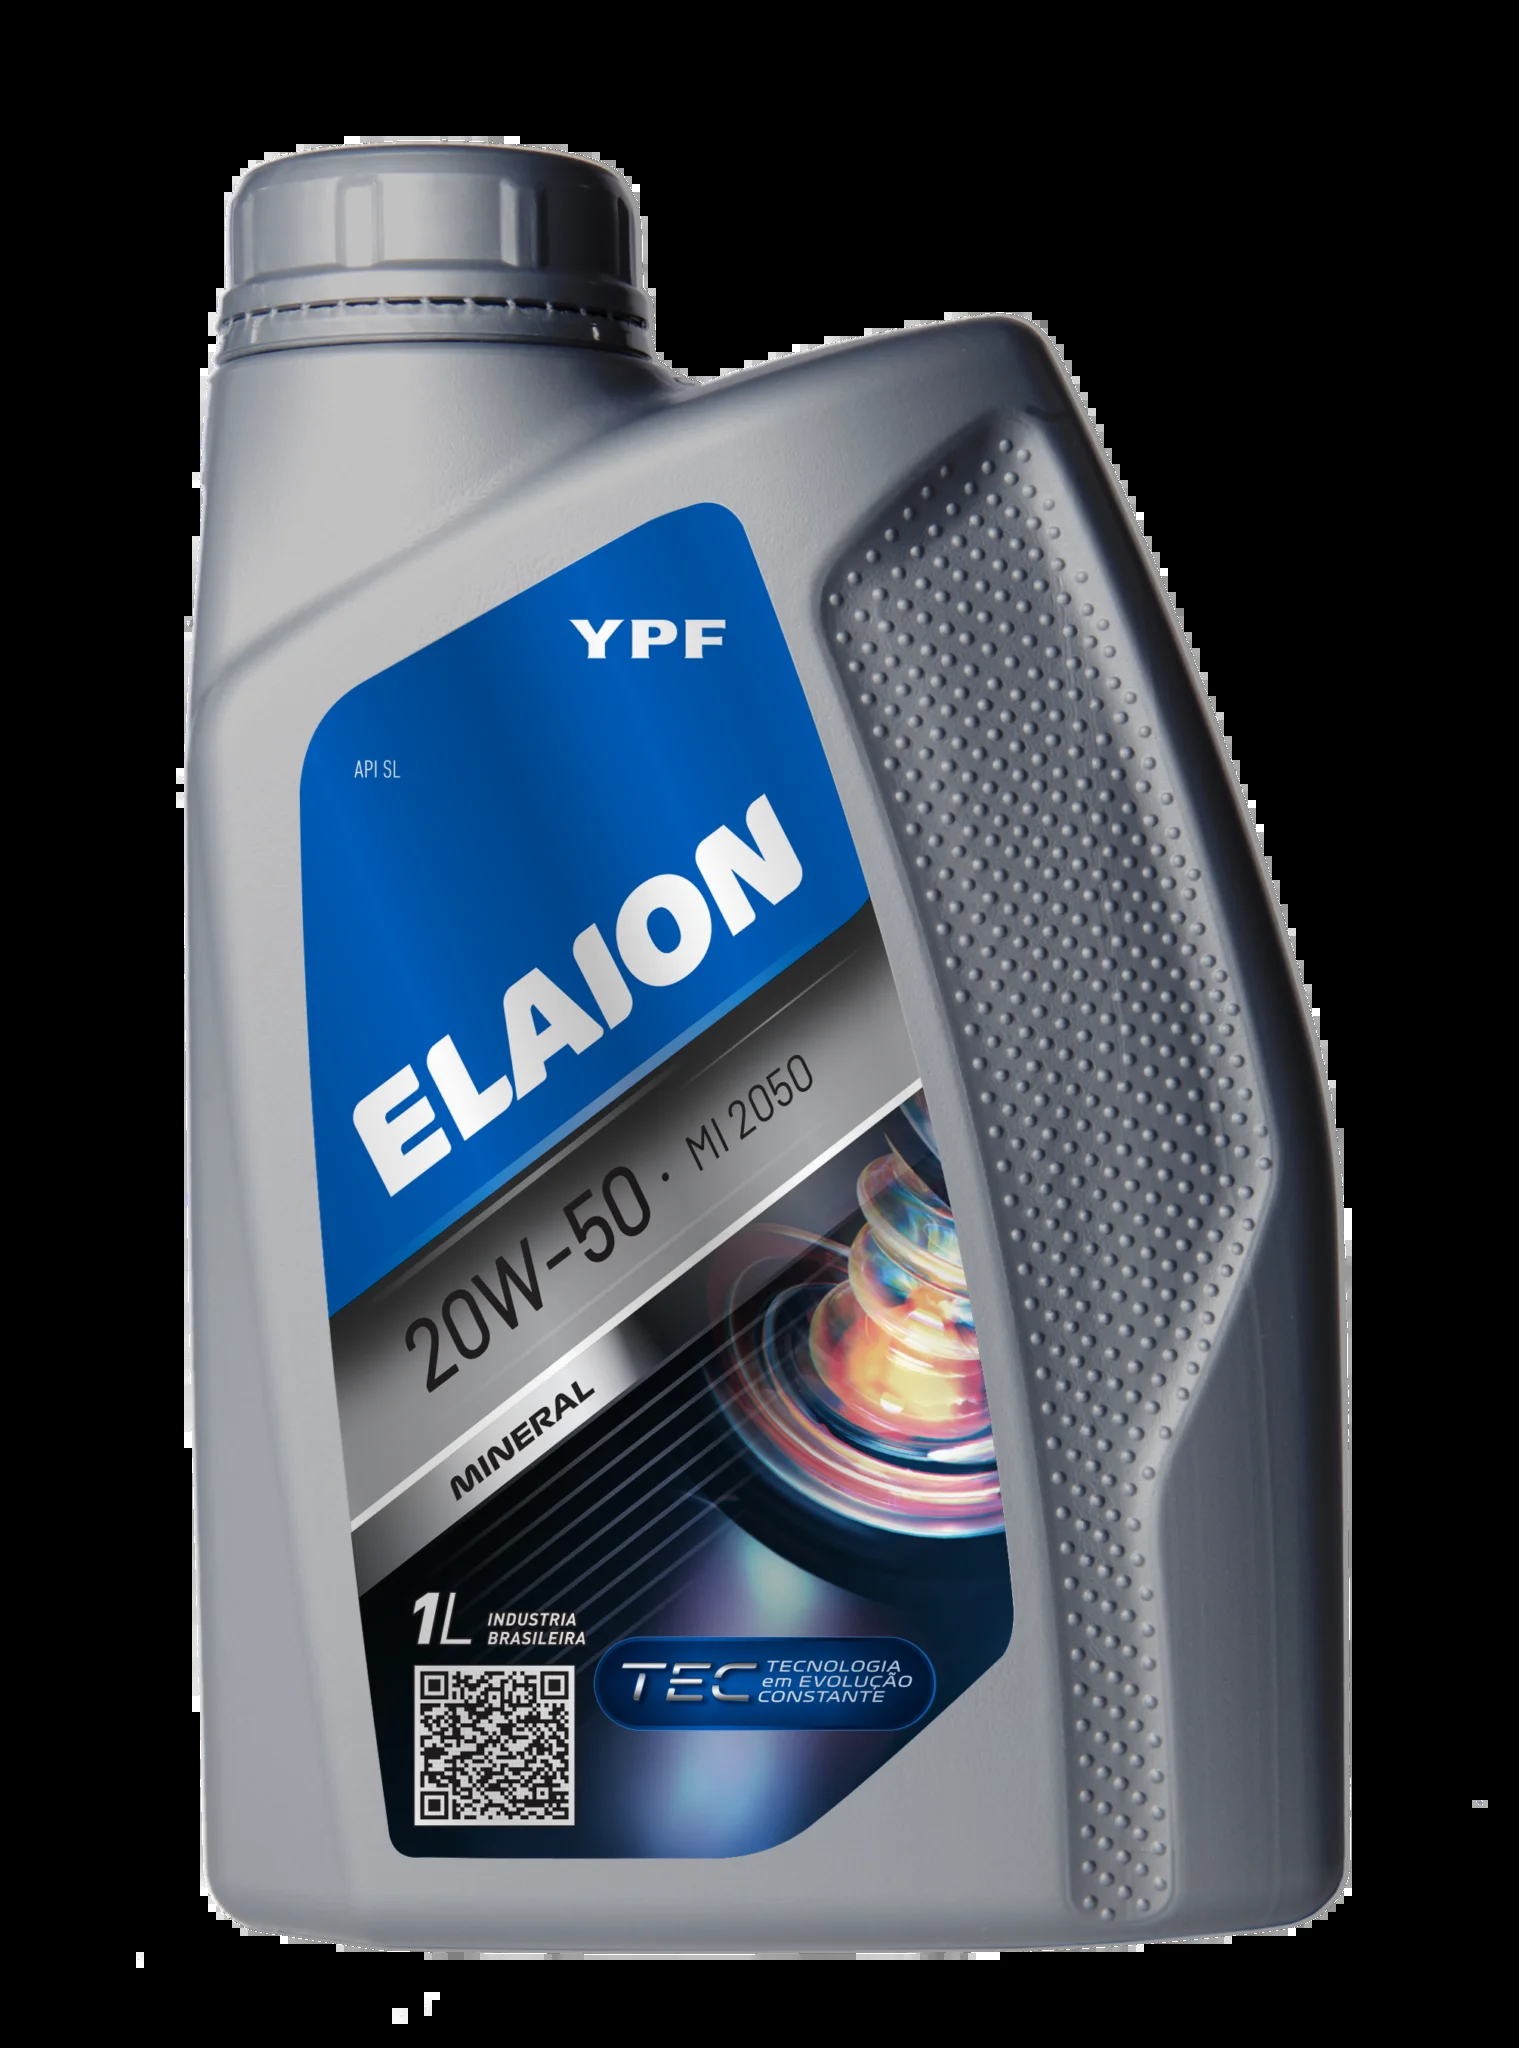 YPF
API SL
ELAION
20W-50 · MI 2050
MINERAL
1L
INDUSTRIA
BRASILEIRA
TEC
TECNOLOGIA
em EVOLUÇÃO
CONSTANTE